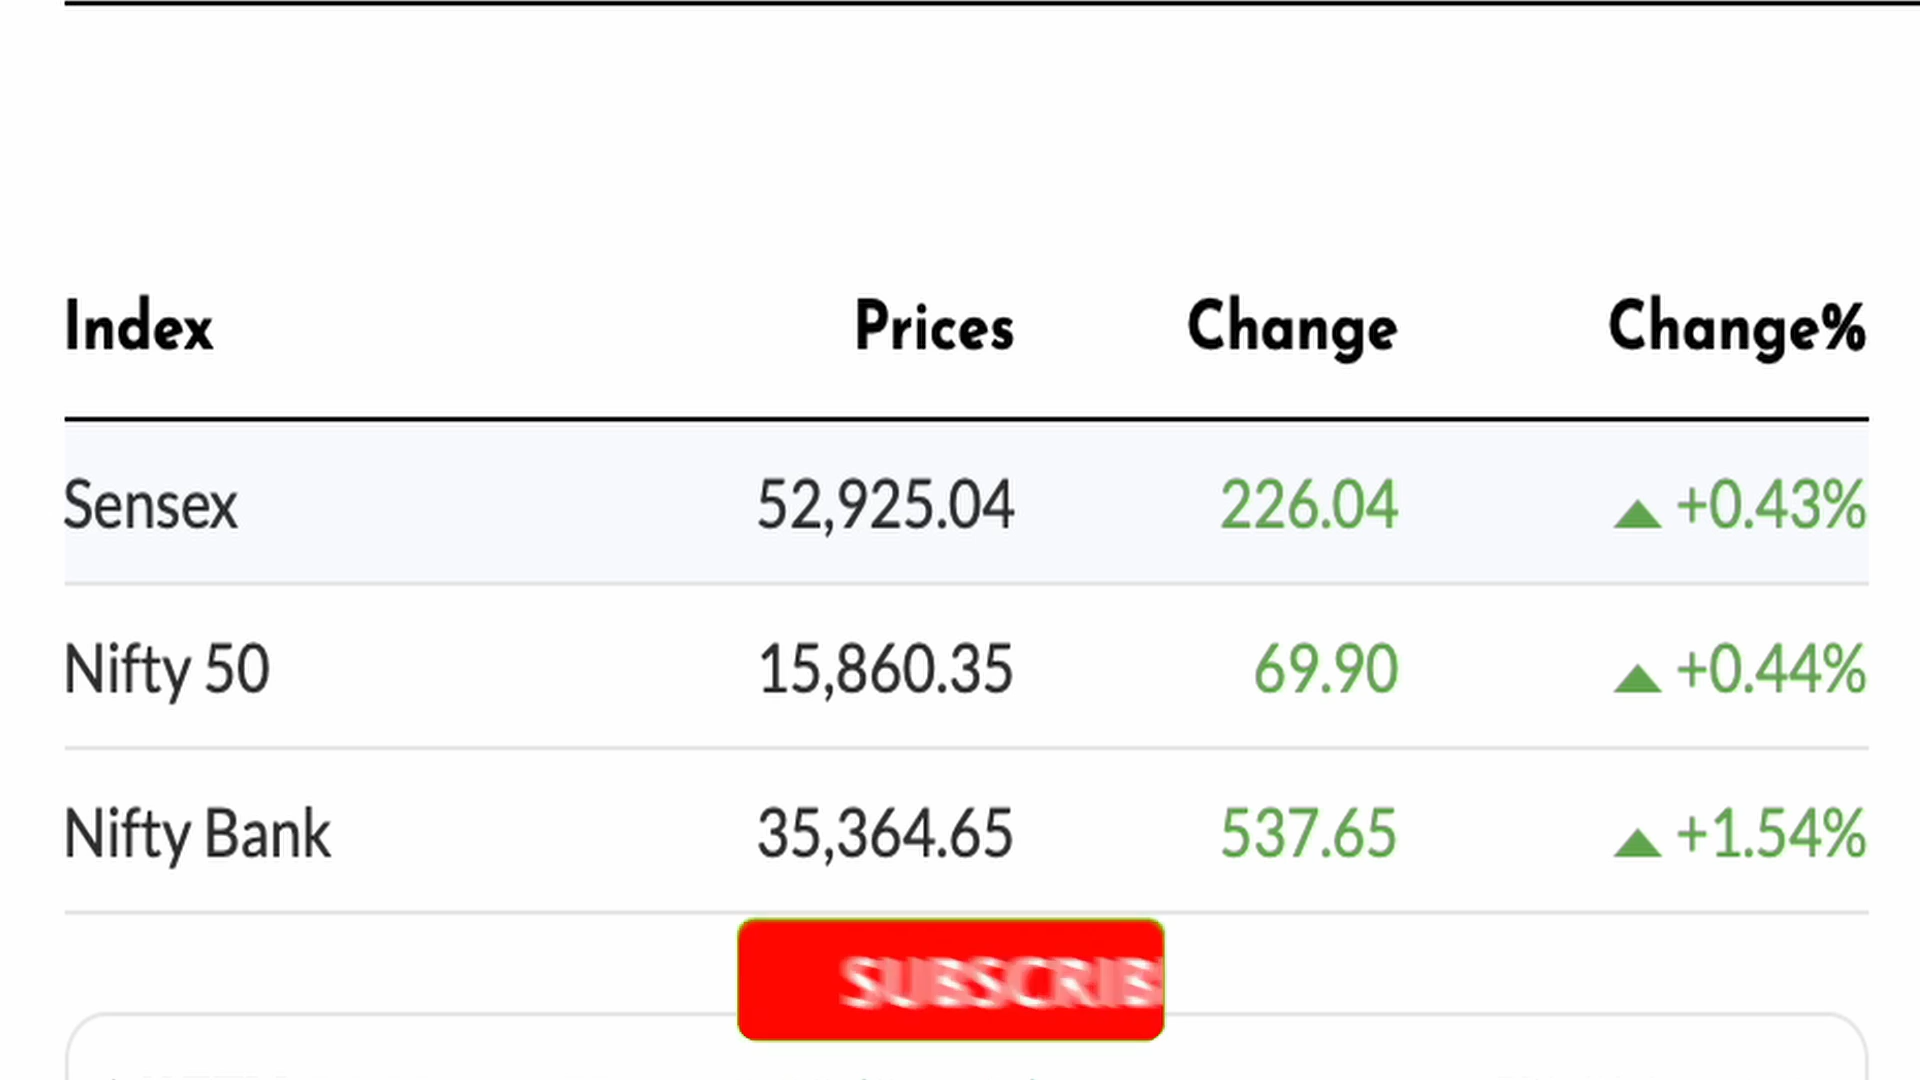 Index Prices Change Change%
Sensex 52,925.04 226.04 ▲ +0.43%
Nifty 50 15,860.35 69.90 ▲ +0.44%
Nifty Bank 35,364.65 537.65 ▲ +1.54%
SUBSCRIB